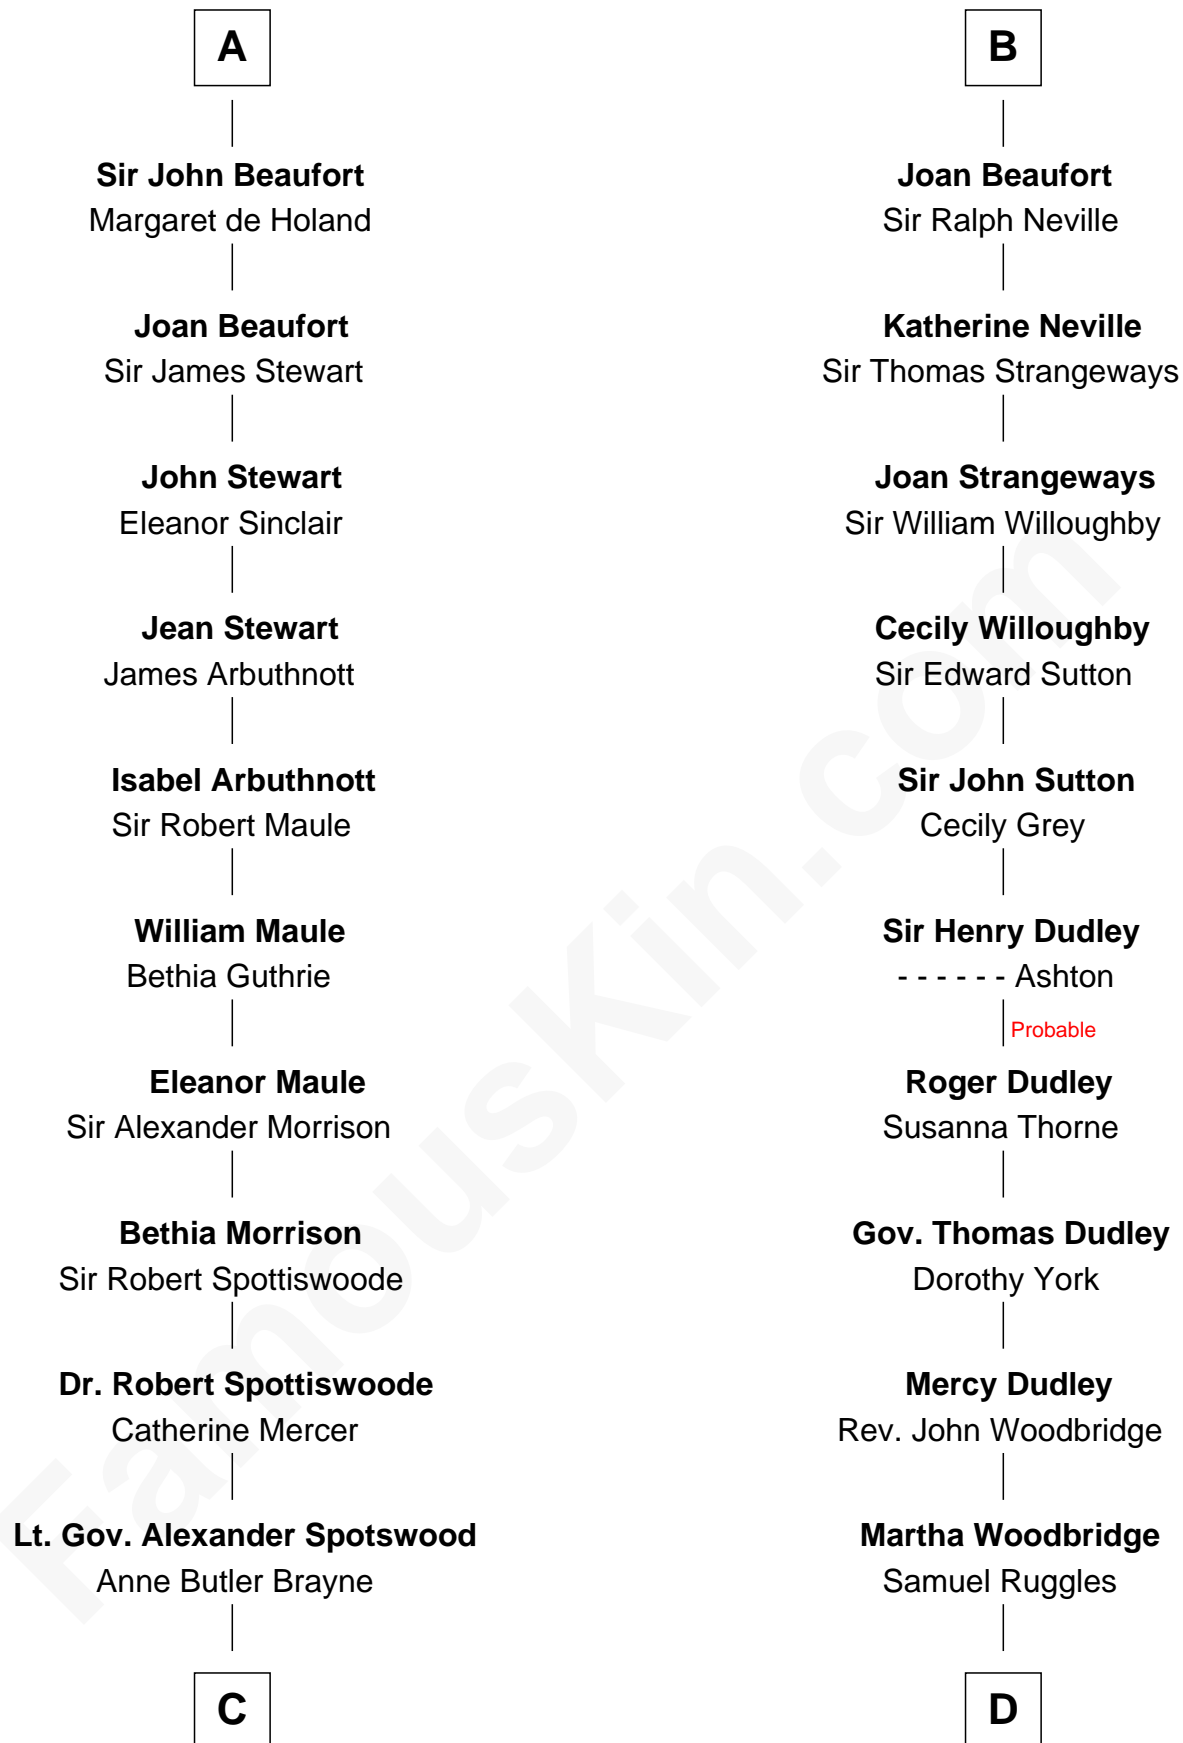 A
Sir John Beaufort
Margaret de Holand
Joan Beaufort
Sir James Stewart
John Stewart
Eleanor Sinclair
Jean Stewart
James Arbuthnott
Isabel Arbuthnott
Sir Robert Maule
William Maule
Bethia Guthrie
Eleanor Maule
Sir Alexander Morrison
Bethia Morrison
Sir Robert Spottiswoode
Dr. Robert Spottiswoode
Catherine Mercer
Lt. Gov. Alexander Spotswood
Anne Butler Brayne
C
B
Joan Beaufort
Sir Ralph Neville
Katherine Neville
Sir Thomas Strangeways
Joan Strangeways
Sir William Willoughby
Cecily Willoughby
Sir Edward Sutton
Sir John Sutton
Cecily Grey
Sir Henry Dudley
- - - - - - Ashton
Probable
Roger Dudley
Susanna Thorne
Gov. Thomas Dudley
Dorothy York
Mercy Dudley
Rev. John Woodbridge
Martha Woodbridge
Samuel Ruggles
D
FamousKin.com